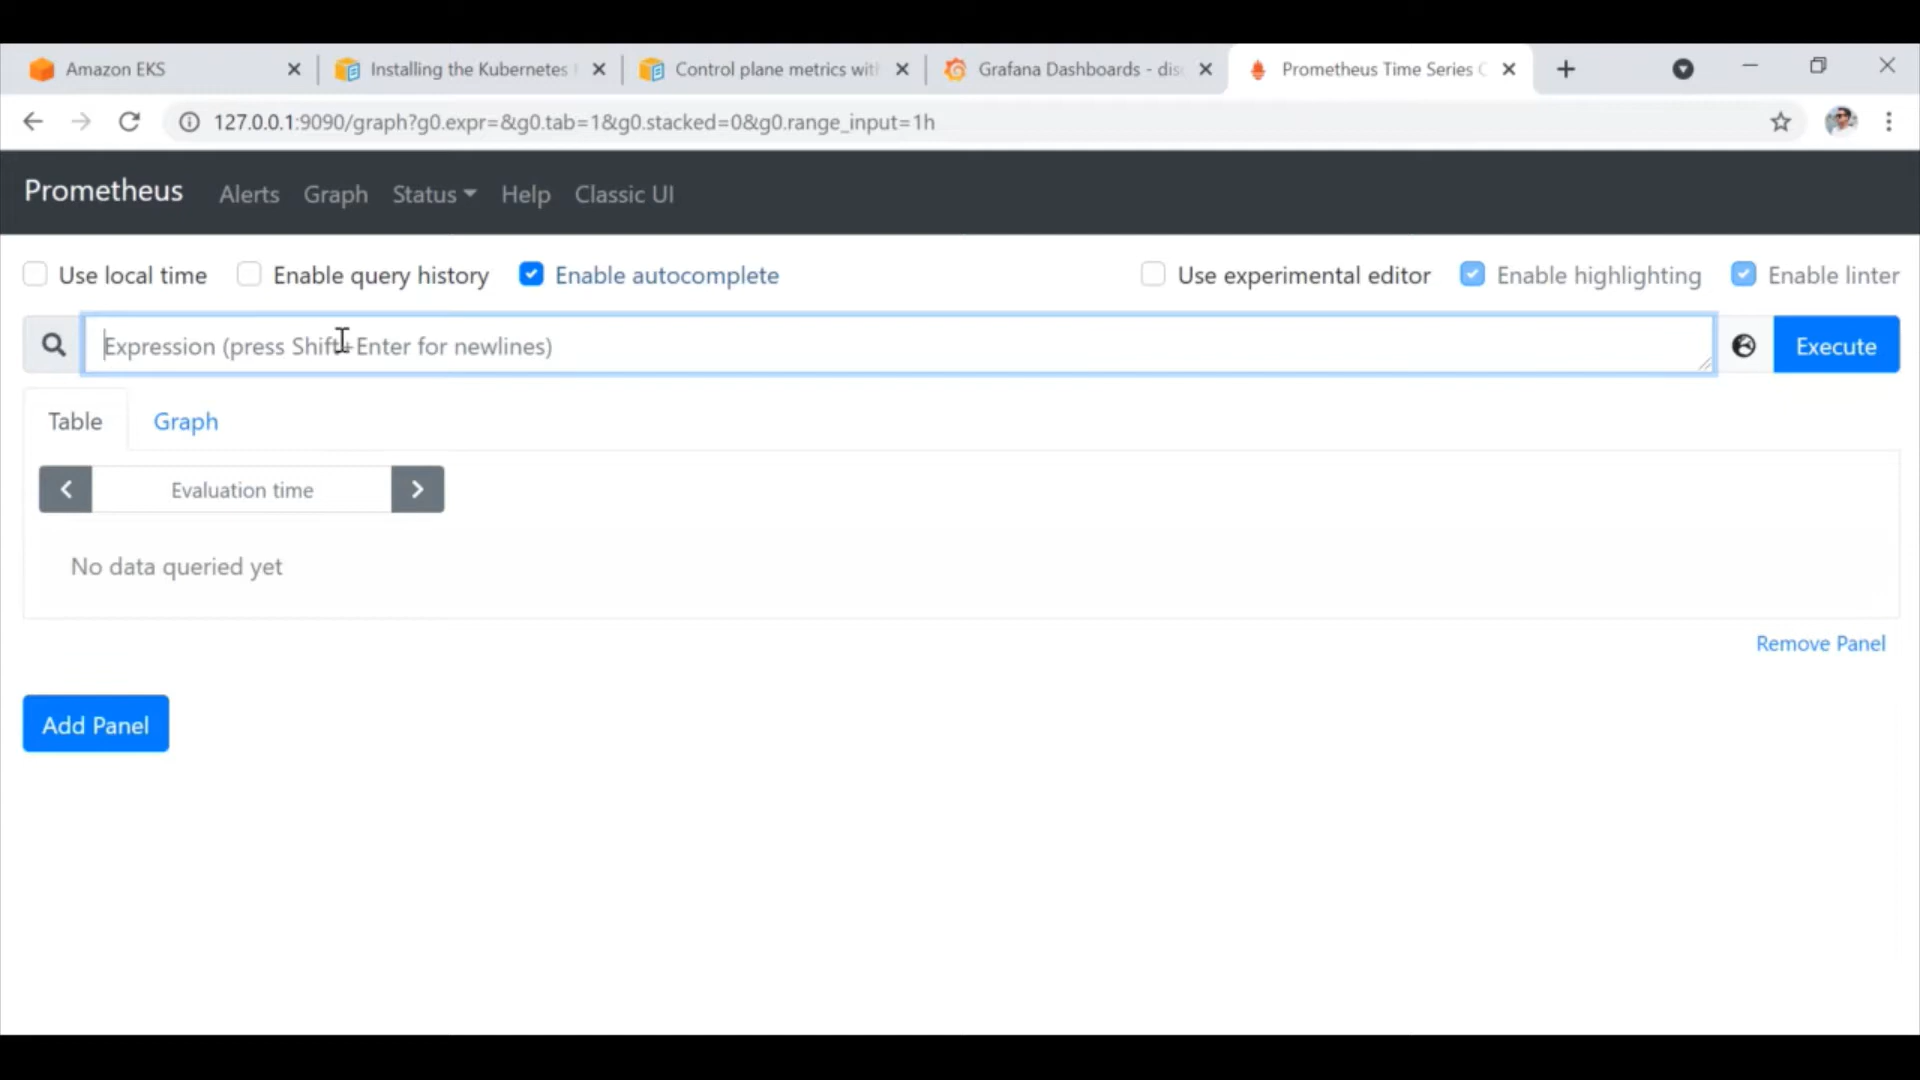 Amazon EKS
Installing the Kubernetes
Control plane metrics with
Grafana Dashboards - dis
Prometheus Time Series C
127.0.0.1:9090/graph?g0.expr=&g0.tab=1&g0.stacked=0&g0.range_input=1h
Prometheus Alerts Graph Status Help Classic UI
Use local time Enable query history Enable autocomplete Use experimental editor Enable highlighting Enable linter
Expression (press Shift+Enter for newlines) Execute
Table Graph
Evaluation time
No data queried yet
Remove Panel
Add Panel